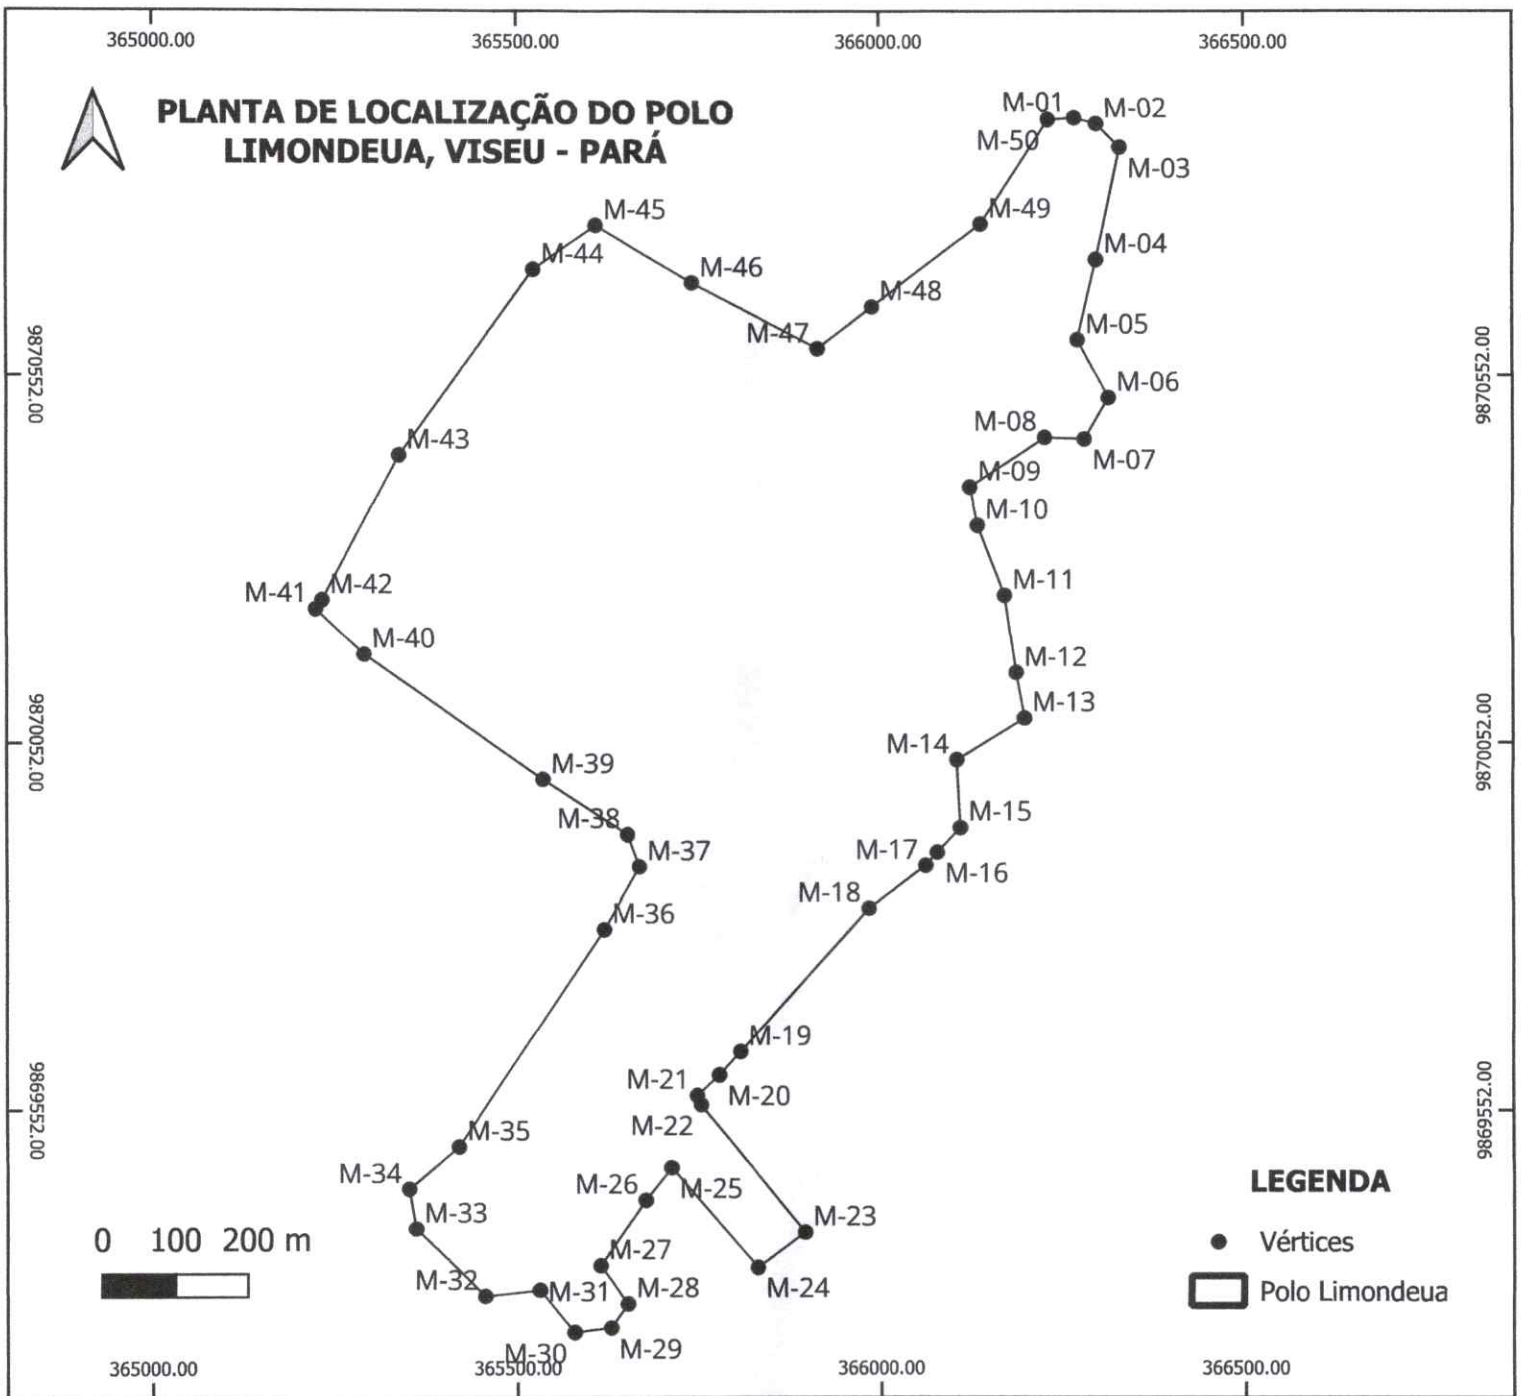 365000.00 365500.00 366000.00 366500.00
PLANTA DE LOCALIZAÇÃO DO POLO
LIMONDEUA, VISEU - PARÁ
M-01
M-02
M-50
M-03
M-45
M-49
M-44
M-04
M-46
M-48
M-47
M-05
9870552.00
9870552.00
M-06
M-08
M-43
M-07
M-09
M-10
M-11
M-41
M-42
M-40
M-12
M-13
9870052.00
9870052.00
M-14
M-39
M-38
M-15
M-37
M-17
M-16
M-18
M-36
M-19
M-21
M-20
9869552.00
9869552.00
M-22
M-35
M-34
M-26
M-25
LEGENDA
M-33
M-23
0 100 200 m
Vértices
M-27
M-32
M-31
M-28
M-24
Polo Limondeua
M-30
M-29
365000.00 365500.00 366000.00 366500.00